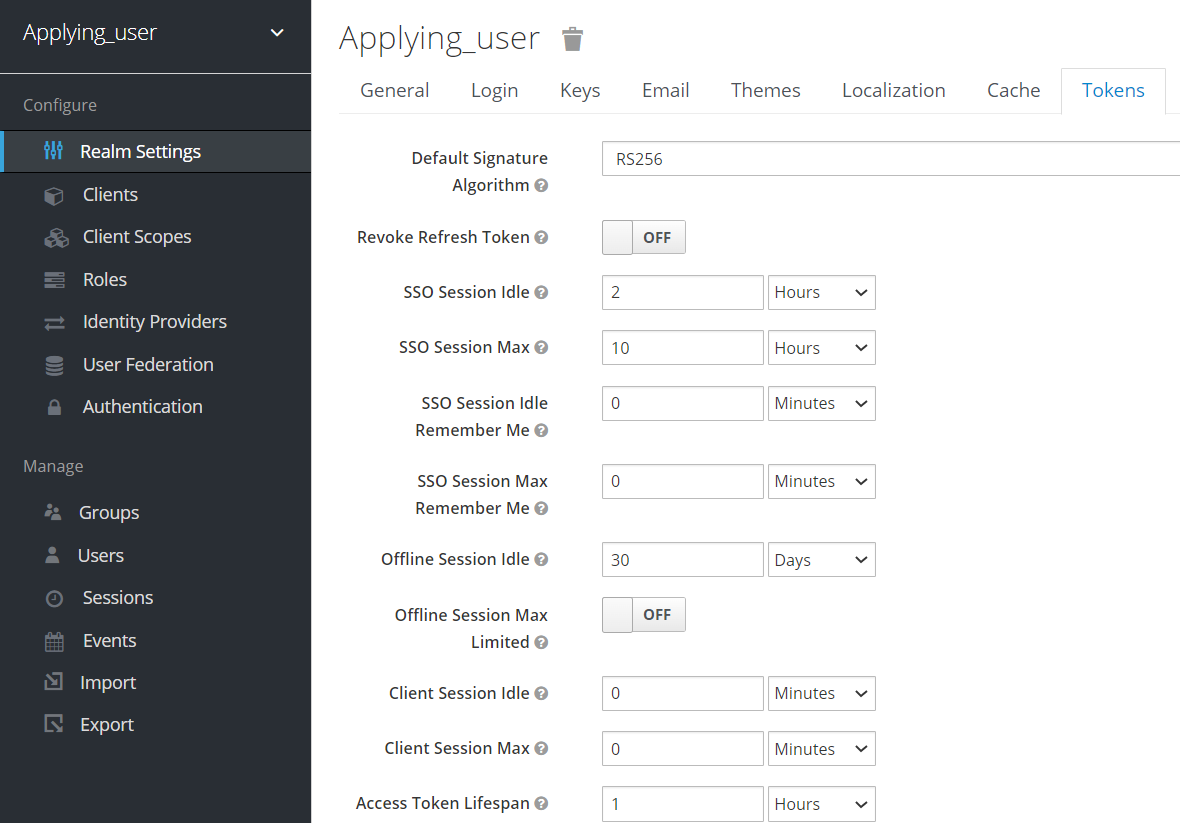 Applying_user
Configure
Realm Settings
Clients
Client Scopes
Roles
Identity Providers
User Federation
Authentication
Manage
Groups
Users
Sessions
Events
Import
Export
Applying_user
General Login Keys Email Themes Localization Cache Tokens
Default Signature
Algorithm
RS256
Revoke Refresh Token OFF
SSO Session Idle 2 Hours
SSO Session Max 10 Hours
SSO Session Idle
Remember Me
0 Minutes
SSO Session Max
Remember Me
0 Minutes
Offline Session Idle 30 Days
Offline Session Max
Limited
OFF
Client Session Idle 0 Minutes
Client Session Max 0 Minutes
Access Token Lifespan 1 Hours